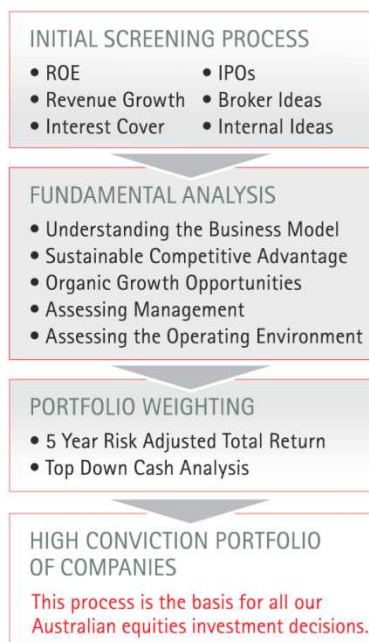 INITIAL SCREENING PROCESS
• ROE • IPOs
• Revenue Growth • Broker Ideas
• Interest Cover • Internal Ideas
FUNDAMENTAL ANALYSIS
• Understanding the Business Model
• Sustainable Competitive Advantage
• Organic Growth Opportunities
• Assessing Management
• Assessing the Operating Environment
PORTFOLIO WEIGHTING
• 5 Year Risk Adjusted Total Return
• Top Down Cash Analysis
HIGH CONVICTION PORTFOLIO
OF COMPANIES
This process is the basis for all our
Australian equities investment decisions.